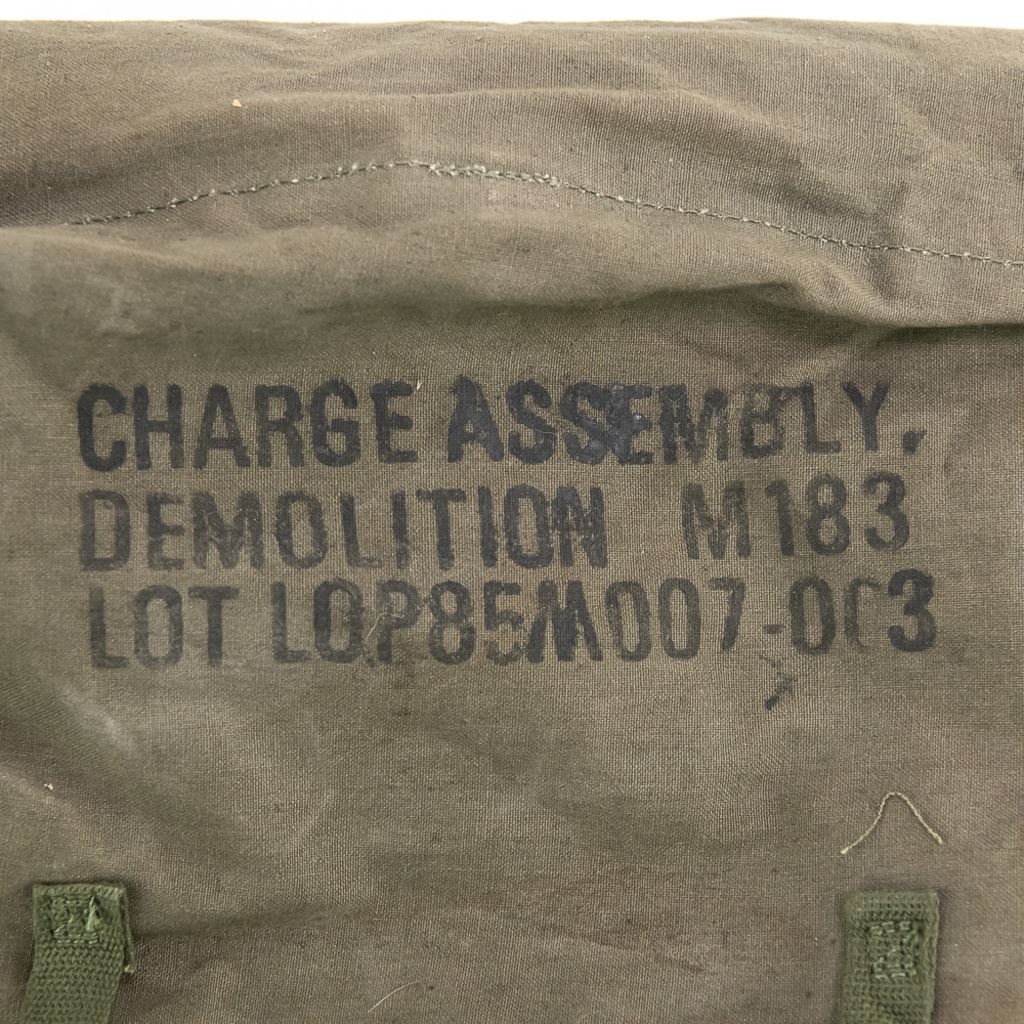 CHARGE ASSEMBLY,
DEMOLITION M183
LOT LOP85M007-003